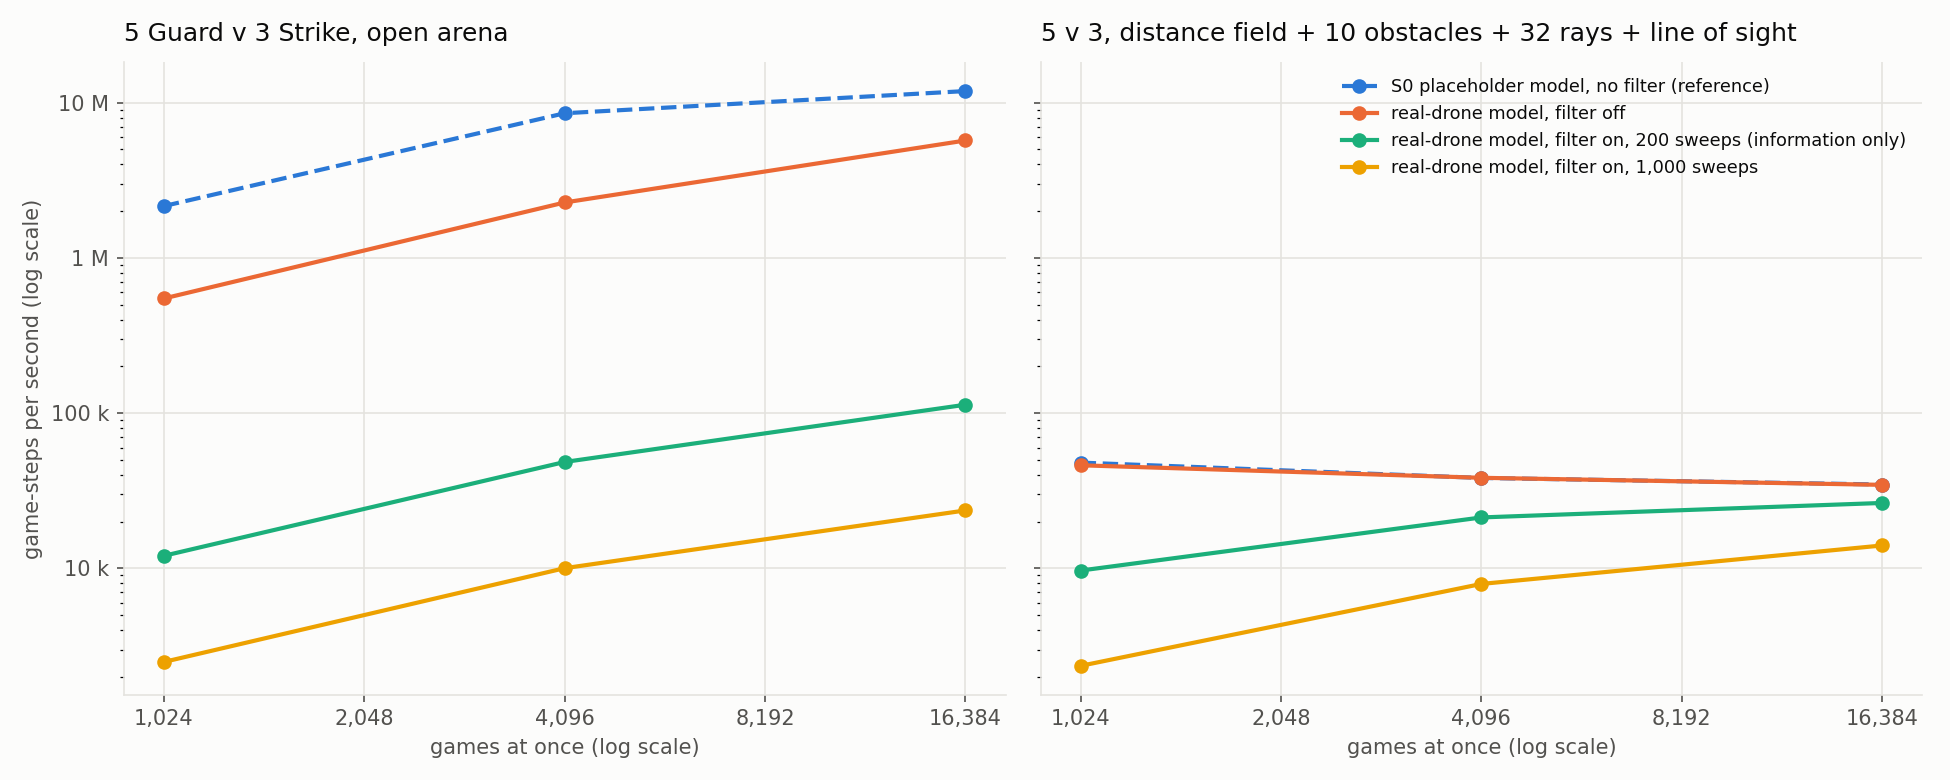 5 Guard v 3 Strike, open arena
game-steps per second (log scale)
10 M
1 M
100 k
10 k
1,024
2,048
4,096
8,192
16,384
games at once (log scale)
5 v 3, distance field + 10 obstacles + 32 rays + line of sight
S0 placeholder model, no filter (reference)
real-drone model, filter off
real-drone model, filter on, 200 sweeps (information only)
real-drone model, filter on, 1,000 sweeps
1,024
2,048
4,096
8,192
16,384
games at once (log scale)